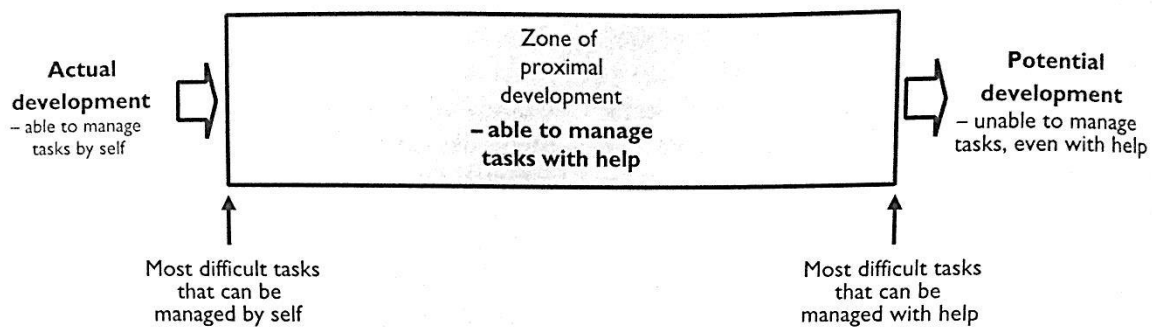 Actual
development
– able to manage
tasks by self
Zone of
proximal
development
– able to manage
tasks with help
Potential
development
– unable to manage
tasks, even with help
Most difficult tasks
that can be
managed by self
Most difficult tasks
that can be
managed with help